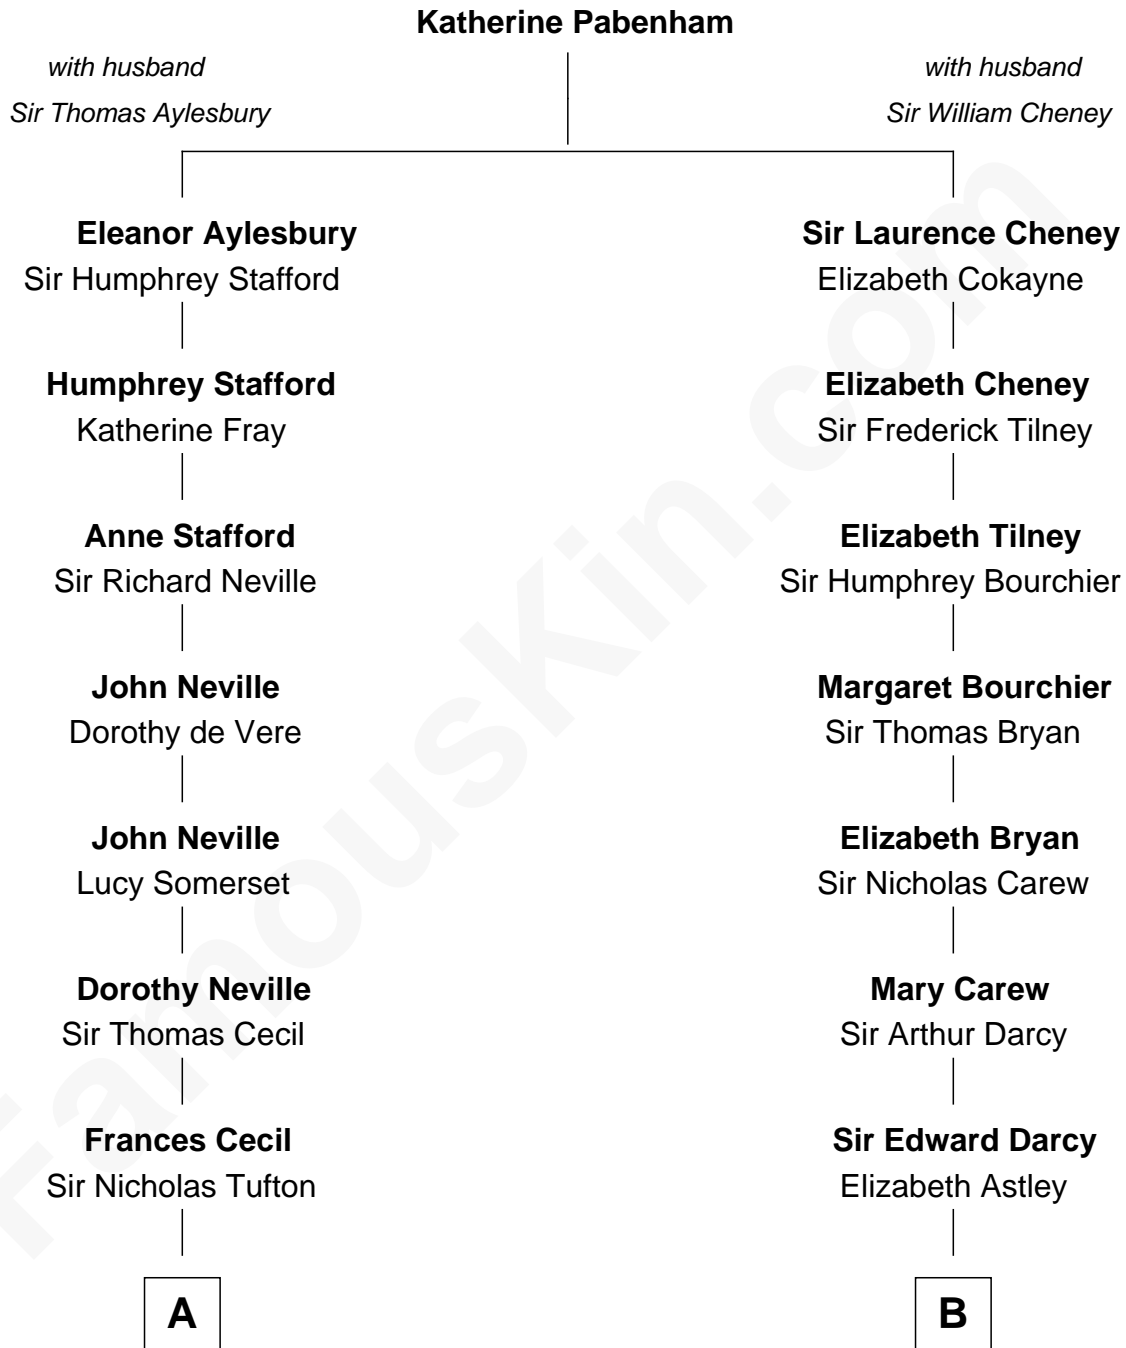 Katherine Pabenham
with husband
Sir Thomas Aylesbury
with husband
Sir William Cheney
Eleanor Aylesbury
Sir Humphrey Stafford
Sir Laurence Cheney
Elizabeth Cokayne
Humphrey Stafford
Katherine Fray
Elizabeth Cheney
Sir Frederick Tilney
Anne Stafford
Sir Richard Neville
Elizabeth Tilney
Sir Humphrey Bourchier
John Neville
Dorothy de Vere
Margaret Bourchier
Sir Thomas Bryan
John Neville
Lucy Somerset
Elizabeth Bryan
Sir Nicholas Carew
Dorothy Neville
Sir Thomas Cecil
Mary Carew
Sir Arthur Darcy
Frances Cecil
Sir Nicholas Tufton
Sir Edward Darcy
Elizabeth Astley
A
B
FamousKin.com